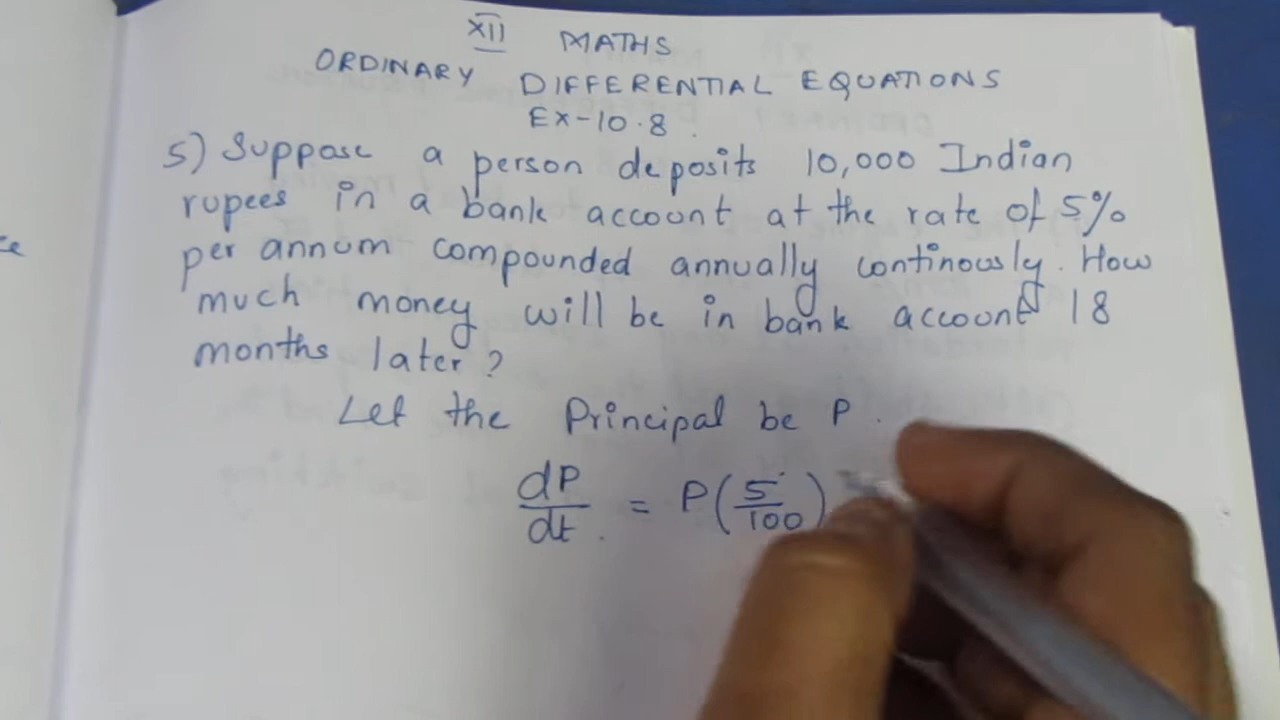 XII MATHS
ORDINARY DIFFERENTIAL EQUATIONS
EX-10.8
5) Suppose a person deposits 10,000 Indian
rupees in a bank account at the rate of 5%
per annum compounded annually continously. How
much money will be in bank account 18
months later?
Let the Principal be P.
dP/dt = P(5/100)